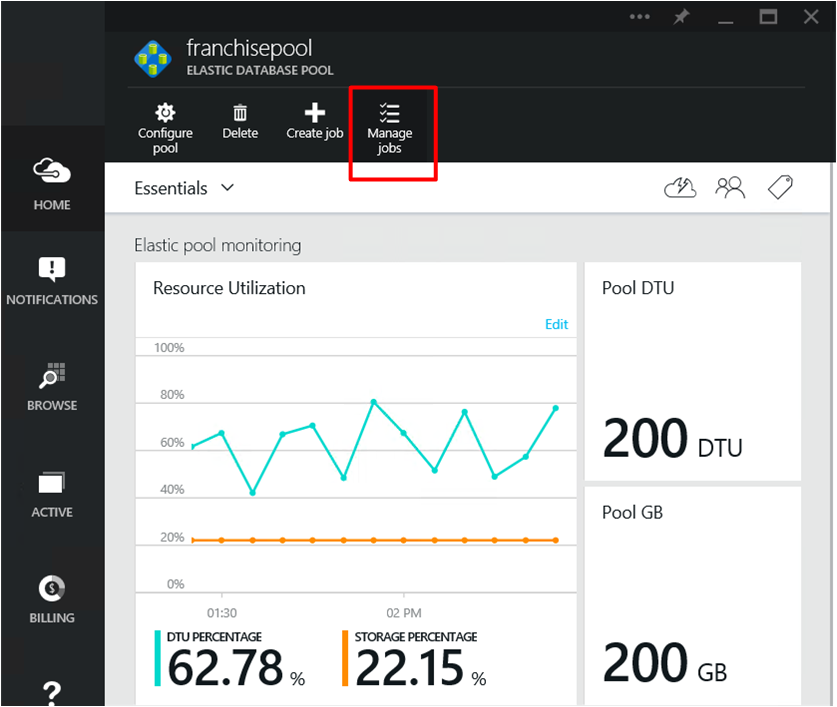 franchisepool
ELASTIC DATABASE POOL
Configure pool
Delete
Create job
Manage jobs
HOME
NOTIFICATIONS
BROWSE
ACTIVE
BILLING
Essentials
Elastic pool monitoring
Resource Utilization
Edit
100%
80%
60%
40%
20%
0%
01:30
02 PM
DTU PERCENTAGE
62.78 %
STORAGE PERCENTAGE
22.15 %
Pool DTU
200 DTU
Pool GB
200 GB